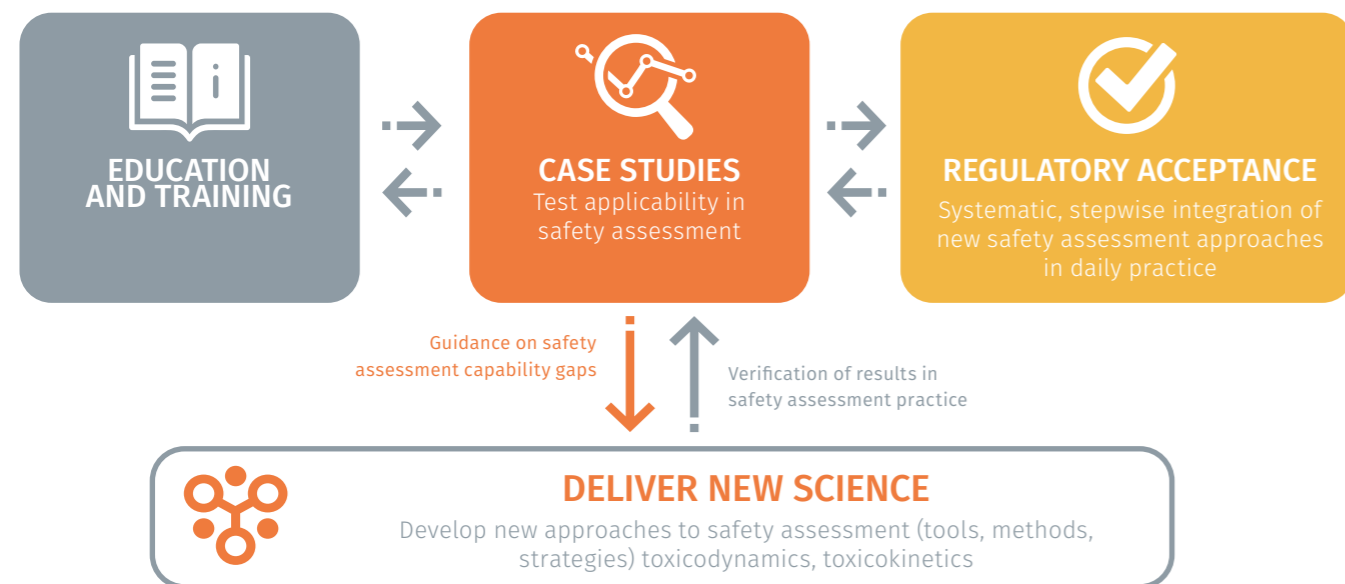 EDUCATION
AND TRAINING
CASE STUDIES
Test applicability in
safety assessment
REGULATORY ACCEPTANCE
Systematic, stepwise integration of
new safety assessment approaches
in daily practice
Guidance on safety
assessment capability gaps
Verification of results in
safety assessment practice
DELIVER NEW SCIENCE
Develop new approaches to safety assessment (tools, methods,
strategies) toxicodynamics, toxicokinetics